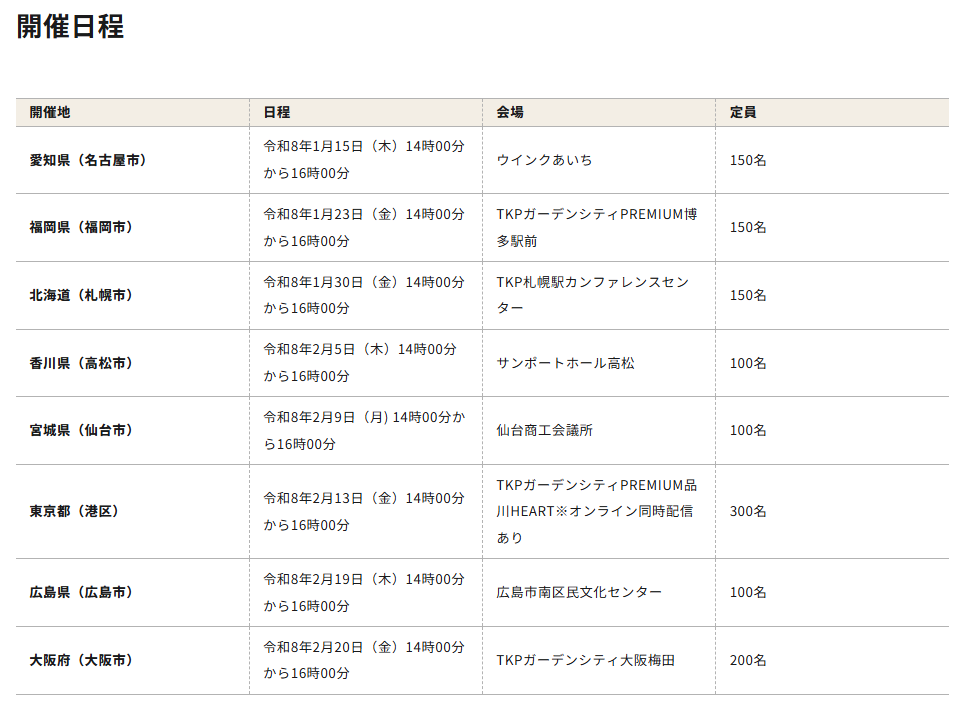 開催日程
開催地 日程 会場 定員
愛知県（名古屋市） 令和8年1月15日（木）14時00分
から16時00分 ウインクあいち 150名
福岡県（福岡市） 令和8年1月23日（金）14時00分
から16時00分 TKPガーデンシティPREMIUM博
多駅前 150名
北海道（札幌市） 令和8年1月30日（金）14時00分
から16時00分 TKP札幌駅カンファレンスセン
ター 150名
香川県（高松市） 令和8年2月5日（木）14時00分
から16時00分 サンポートホール高松 100名
宮城県（仙台市） 令和8年2月9日（月) 14時00分か
ら16時00分 仙台商工会議所 100名
東京都（港区） 令和8年2月13日（金）14時00分
から16時00分 TKPガーデンシティPREMIUM品
川HEART※オンライン同時配信
あり 300名
広島県（広島市） 令和8年2月19日（木）14時00分
から16時00分 広島市南区民文化センター 100名
大阪府（大阪市） 令和8年2月20日（金）14時00分
から16時00分 TKPガーデンシティ大阪梅田 200名